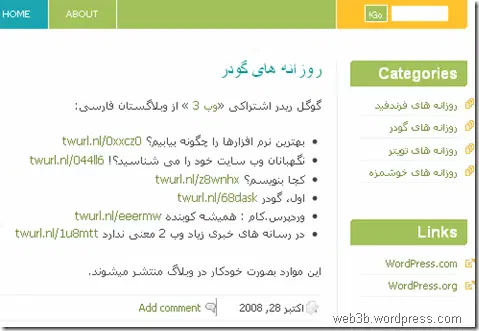 HOME
ABOUT
Go!
روزانه های گودر
گوگل ریدر اشتراکی «وب 3 » از وبلاگستان فارسی:
بهترین نرم افزارها را چگونه بیابیم؟ twurl.nl/0xxcz0
نگهبانان وب سایت خود را می شناسید؟! twurl.nl/044ll6
کجا بنویسم؟ twurl.nl/z8wnhx
اول، گودر twurl.nl/68dask
وردپرس.کام : همیشه کوبنده twurl.nl/eeermw
در رسانه های خبری زیاد وب 2 معنی ندارد twurl.nl/1u8mtt
این موارد بصورت خودکار در وبلاگ منتشر میشوند.
اکتبر 28, 2008
Add comment
Categories
روزانه های فرندفید
روزانه های گودر
روزانه های تویتر
روزانه های خوشمزه
Links
WordPress.com
WordPress.org
web3b.wordpress.com